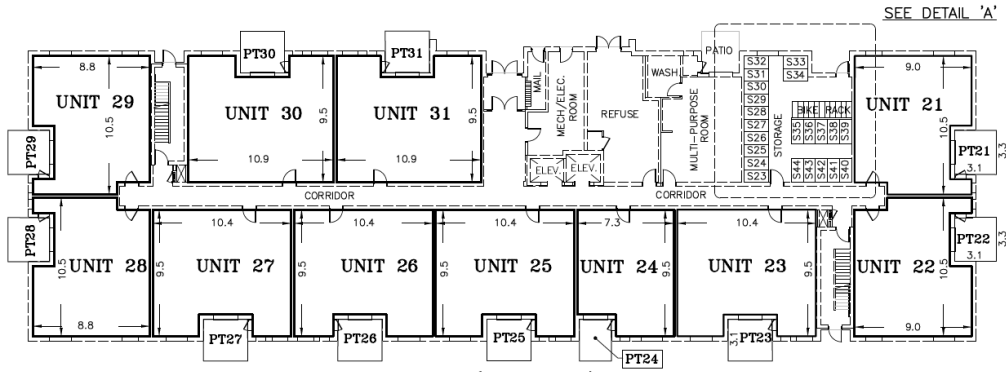 SEE DETAIL 'A'
PT30
PT31
PATIO
8.8
UNIT 29
10.5
UNIT 30
9.5
10.9
UNIT 31
9.5
10.9
MAIL
MECH/ELEC. ROOM
REFUSE
WASH
MULTI-PURPOSE ROOM
ELEV.
ELEV.
S32
S31
S30
S29
S28
S27
S26
S25
S24
S23
STORAGE
S33
S34
BIKE RACK
S35
S36
S37
S38
S39
S44
S43
S42
S41
S40
9.0
UNIT 21
10.5
PT21
3.1
3.3
PT29
CORRIDOR
CORRIDOR
PT28
10.5
UNIT 28
8.8
10.4
9.5
UNIT 27
10.4
9.5
UNIT 26
9.5
10.4
UNIT 25
7.3
UNIT 24
9.5
10.4
UNIT 23
9.5
10.5
UNIT 22
9.0
PT22
3.1
3.3
PT27
PT26
PT25
PT24
PT23
3.1